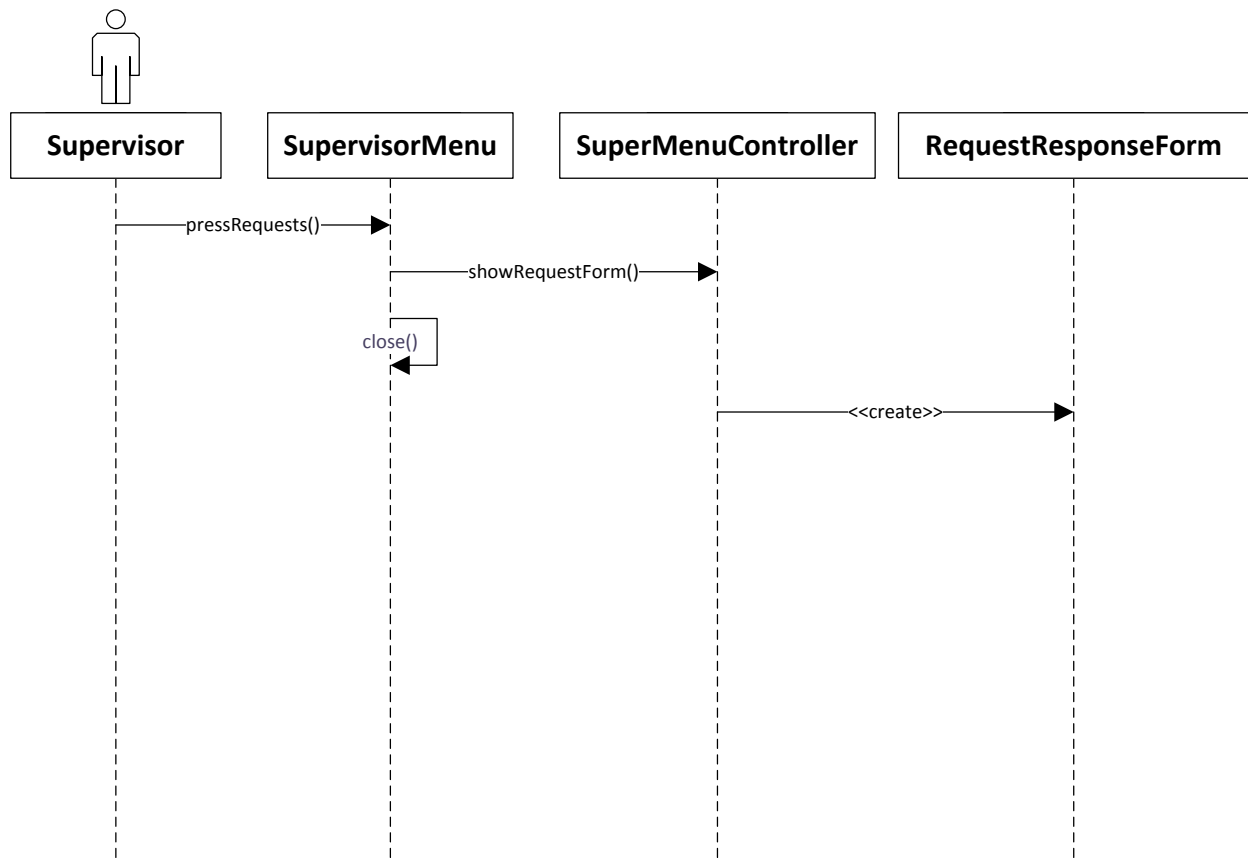 Supervisor
SupervisorMenu
SuperMenuController
RequestResponseForm
pressRequests()
showRequestForm()
close()
<<create>>